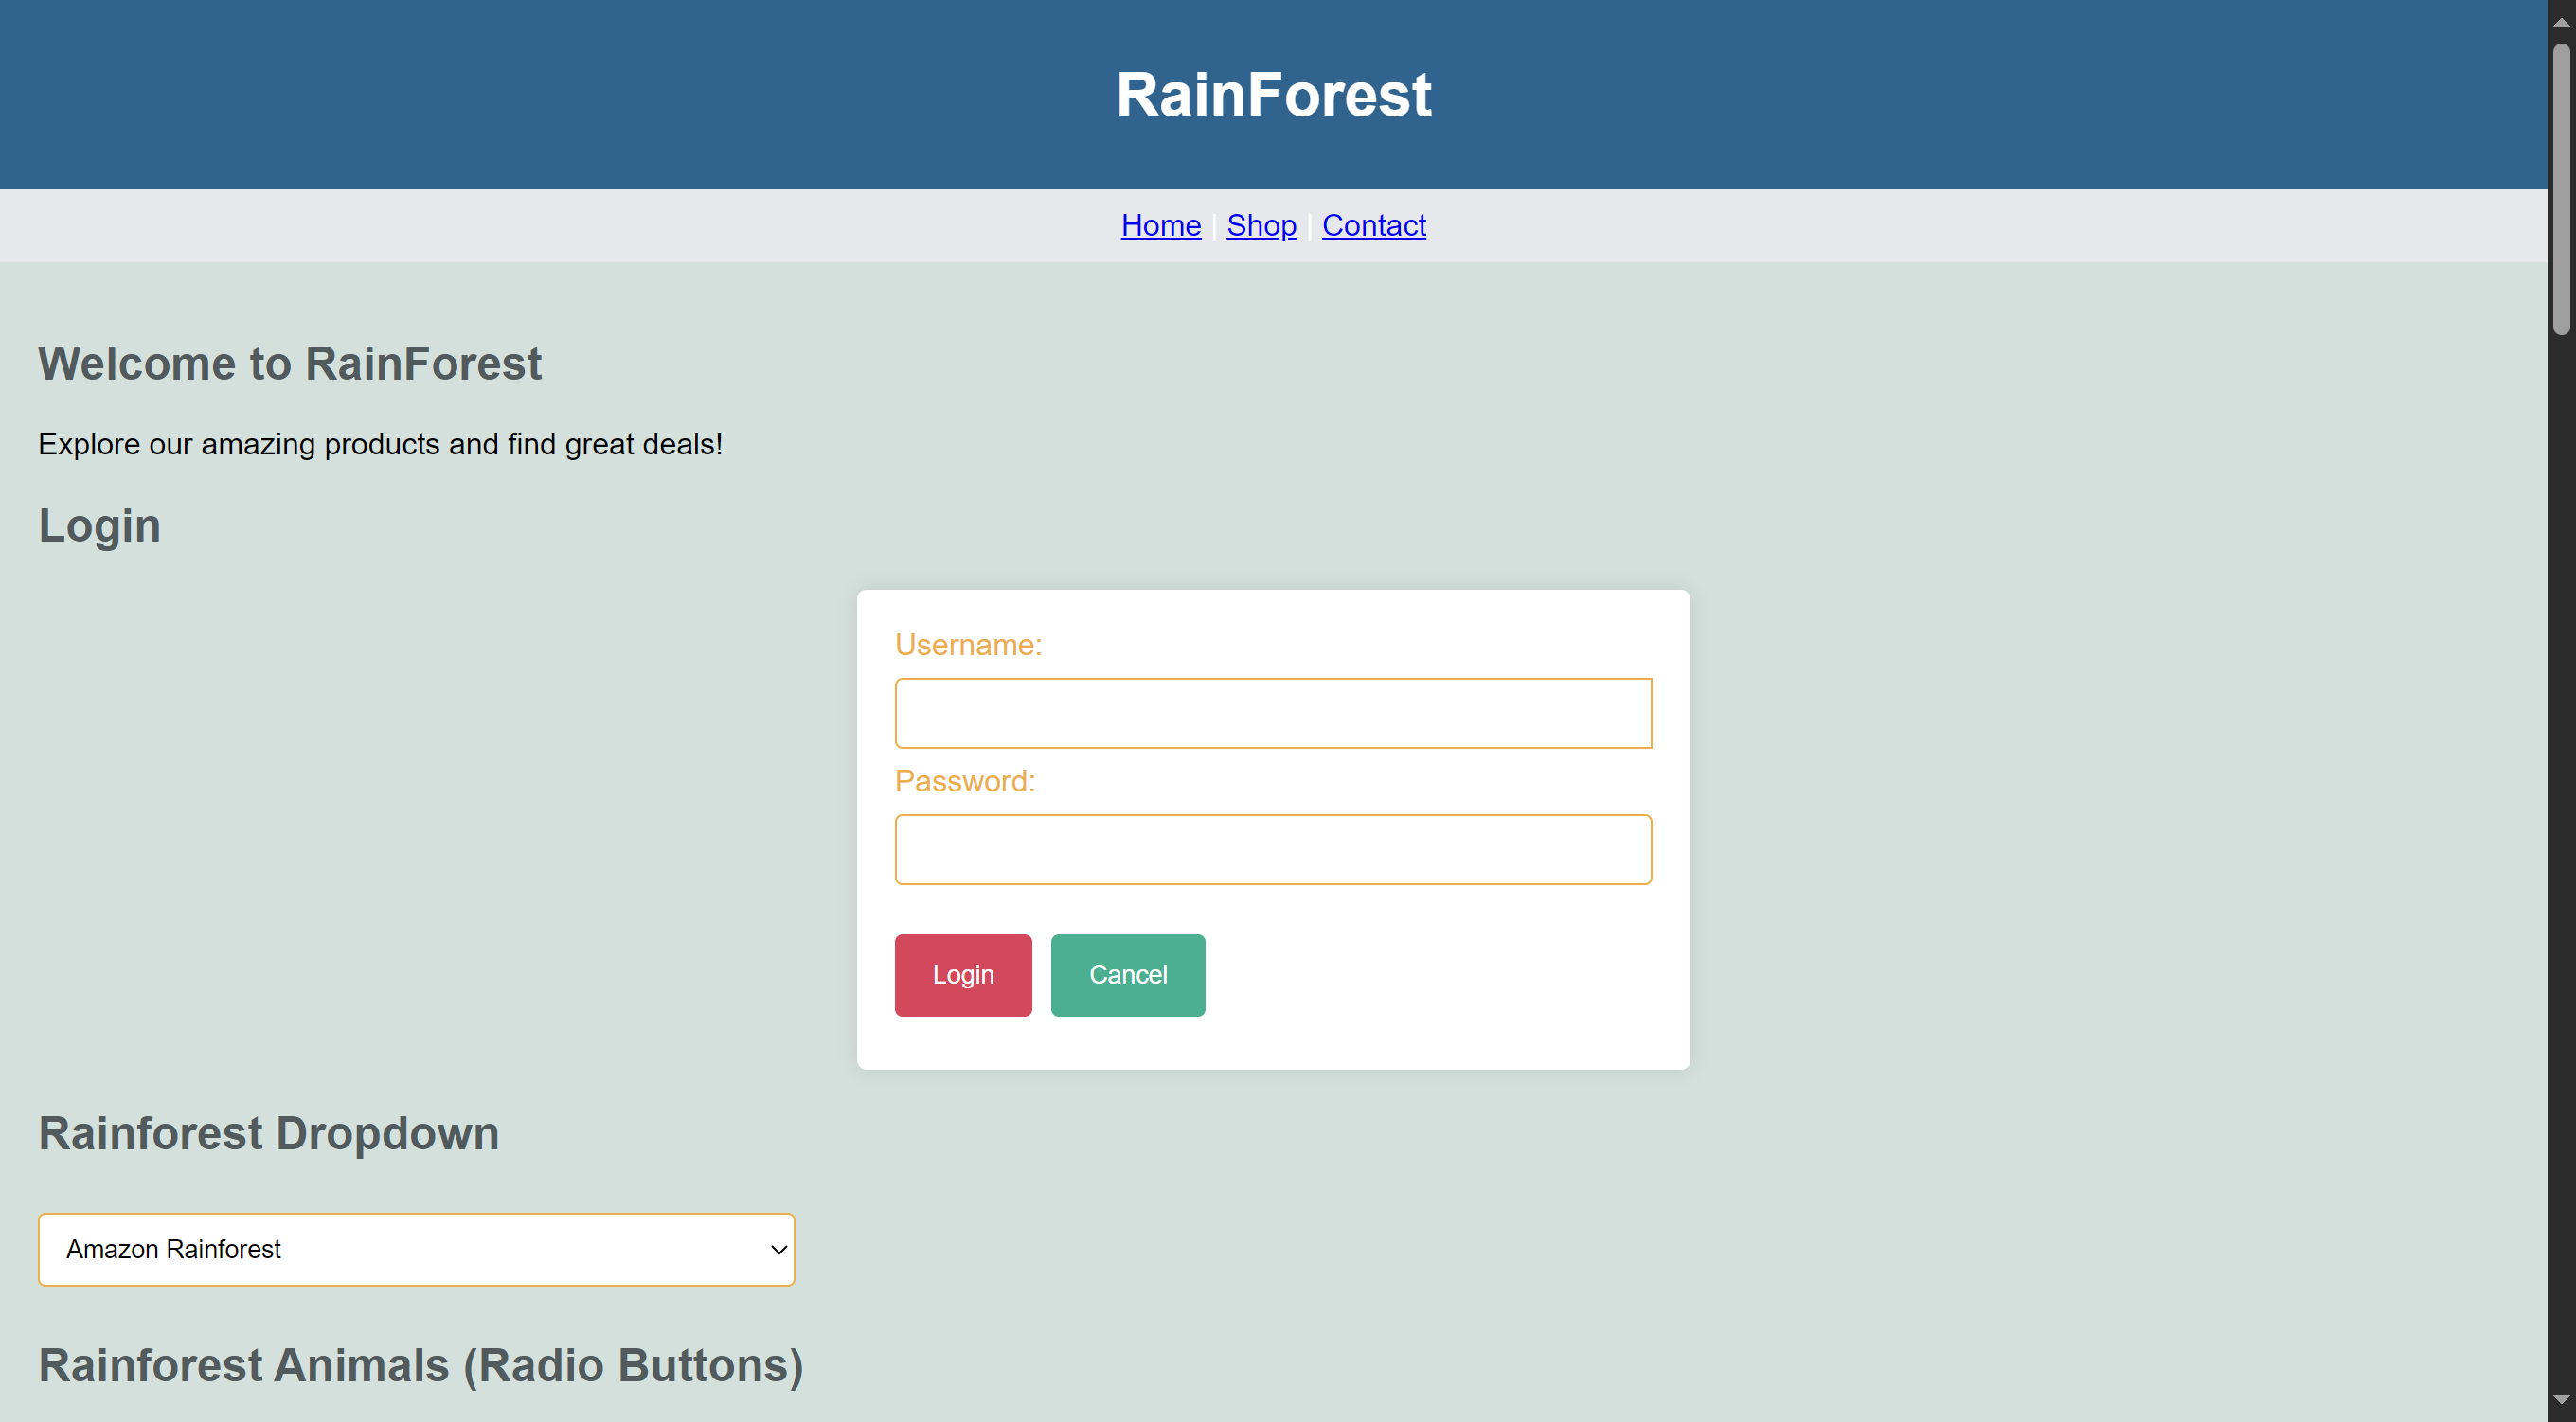 RainForest
Home | Shop | Contact
Welcome to RainForest
Explore our amazing products and find great deals!
Login
Username:
Password:
Login Cancel
Rainforest Dropdown
Amazon Rainforest
Rainforest Animals (Radio Buttons)